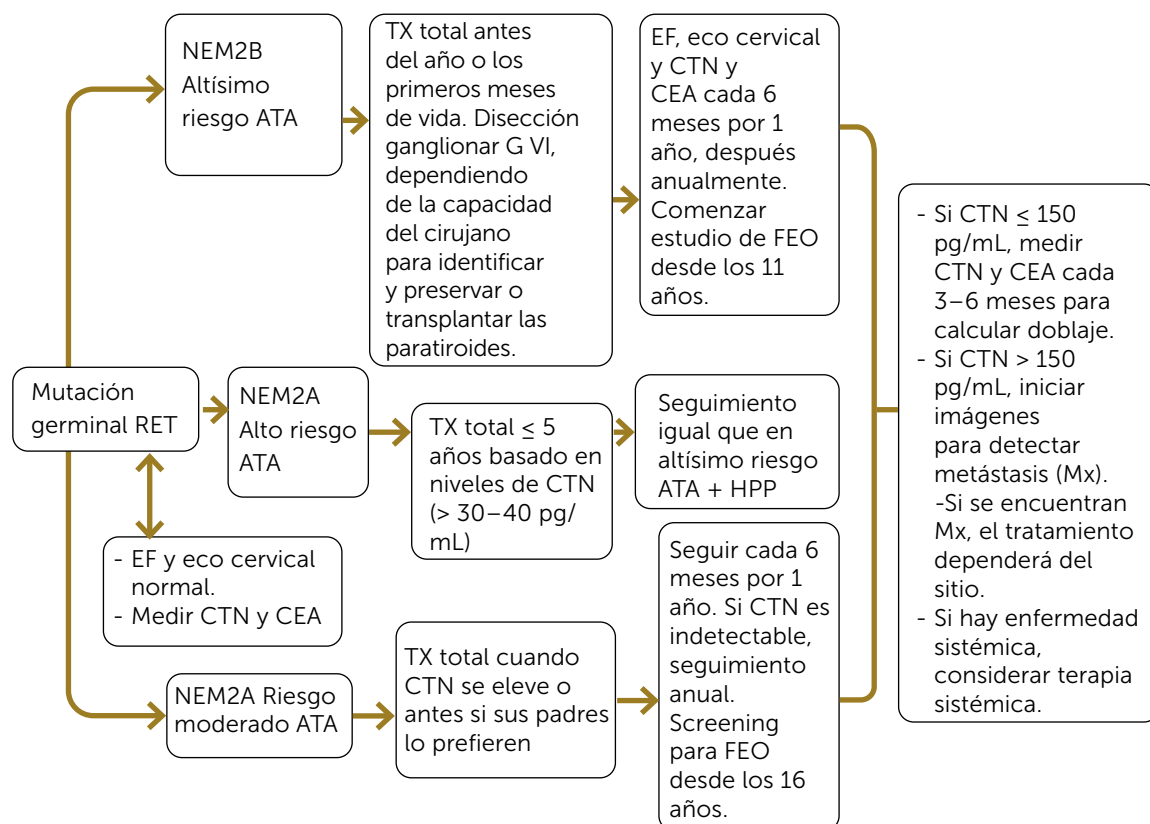 NEM2B
Altísimo
riesgo ATA
TX total antes
del año o los
primeros meses
de vida. Disección
ganglionar G VI,
dependiendo
de la capacidad
del cirujano
para identificar
y preservar o
transplantar las
paratiroides.
EF, eco cervical
y CTN y
CEA cada 6
meses por 1
año, después
anualmente.
Comenzar
estudio de FEO
desde los 11
años.
Mutación
germinal RET
- EF y eco cervical
normal.
- Medir CTN y CEA
NEM2A
Alto riesgo
ATA
TX total ≤ 5
años basado en
niveles de CTN
(> 30–40 pg/
mL)
Seguimiento
igual que en
altísimo riesgo
ATA + HPP
NEM2A Riesgo
moderado ATA
TX total cuando
CTN se eleve o
antes si sus padres
lo prefieren
Seguir cada 6
meses por 1
año. Si CTN es
indetectable,
seguimiento
anual.
Screening
para FEO
desde los 16
años.
- Si CTN ≤ 150
pg/mL, medir
CTN y CEA cada
3–6 meses para
calcular doblaje.
- Si CTN > 150
pg/mL, iniciar
imágenes
para detectar
metástasis (Mx).
-Si se encuentran
Mx, el tratamiento
dependerá del
sitio.
- Si hay enfermedad
sistémica,
considerar terapia
sistémica.